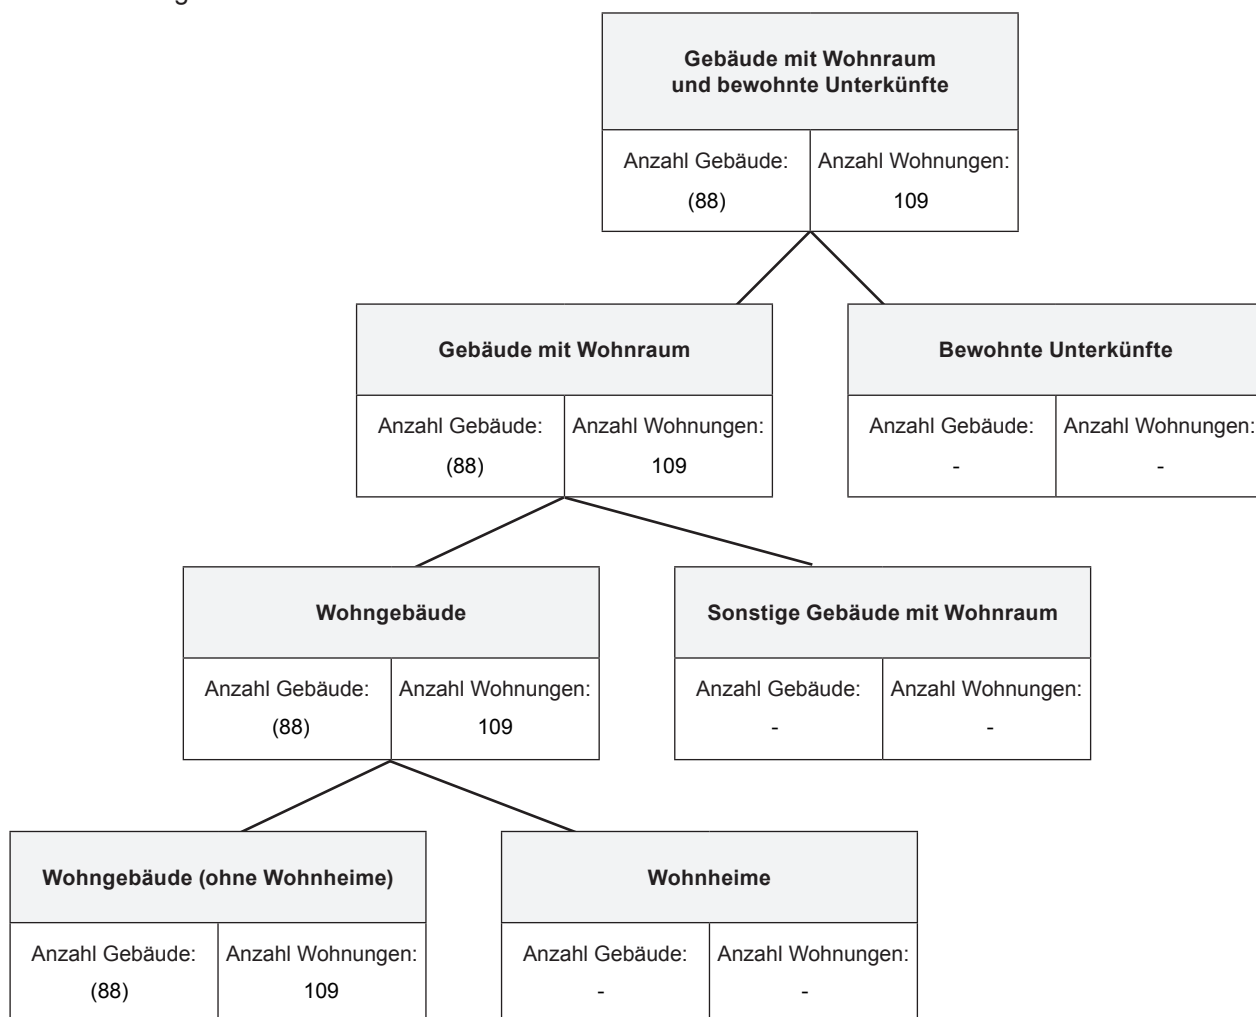 Gebäude mit Wohnraum
und bewohnte Unterkünfte
Anzahl Gebäude: Anzahl Wohnungen:
(88) 109
Gebäude mit Wohnraum
Bewohnte Unterkünfte
Anzahl Gebäude: Anzahl Wohnungen:
(88) 109
Anzahl Gebäude: Anzahl Wohnungen:
- -
Wohngebäude
Sonstige Gebäude mit Wohnraum
Anzahl Gebäude: Anzahl Wohnungen:
(88) 109
Anzahl Gebäude: Anzahl Wohnungen:
- -
Wohngebäude (ohne Wohnheime)
Wohnheime
Anzahl Gebäude: Anzahl Wohnungen:
(88) 109
Anzahl Gebäude: Anzahl Wohnungen:
- -